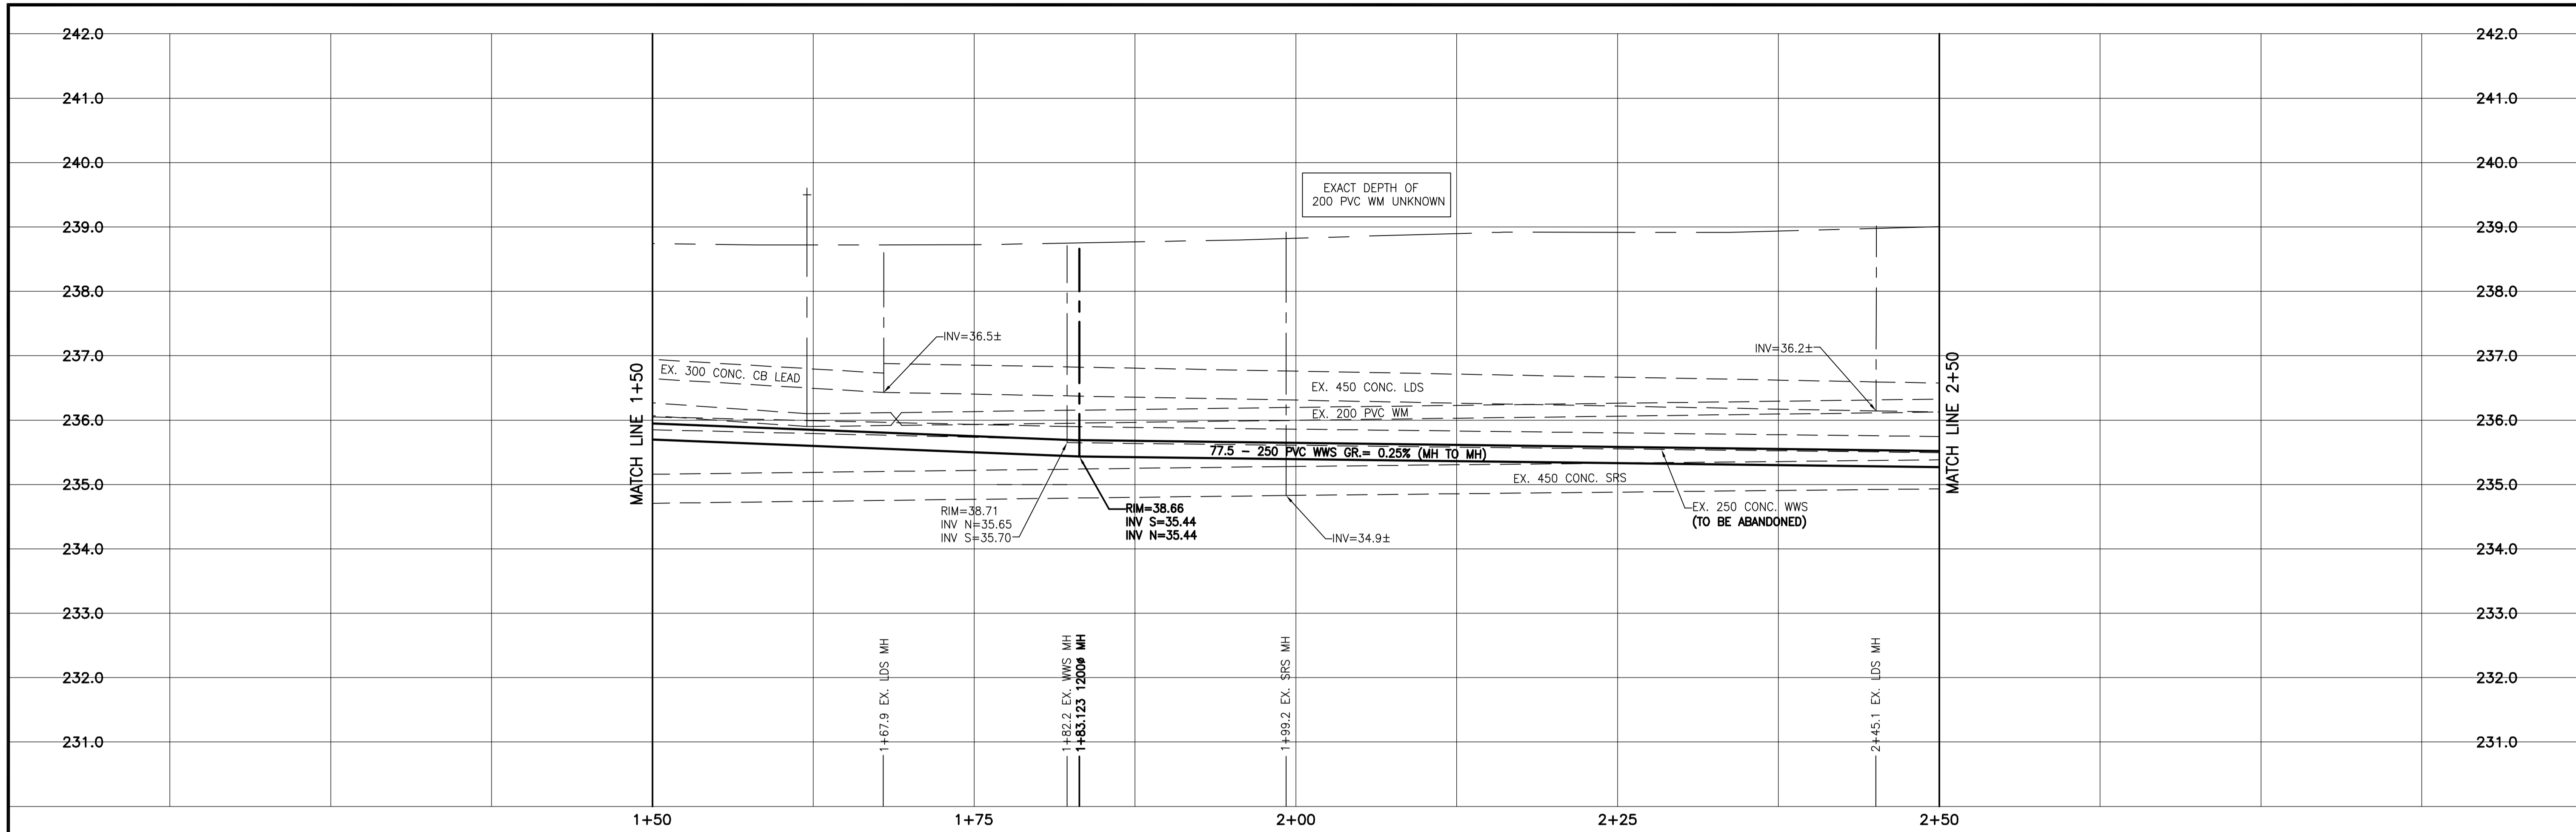 242.0 242.0
241.0 241.0
240.0 240.0
EXACT DEPTH OF
200 PVC WM UNKNOWN
239.0 239.0
238.0 238.0
INV=36.5±
INV=36.2±
237.0 237.0
EX. 300 CONC. CB LEAD
EX. 450 CONC. LDS
EX. 200 PVC WM
236.0 236.0
MATCH LINE 1+50
MATCH LINE 2+50
77.5 - 250 PVC WWS GR.= 0.25% (MH TO MH)
EX. 450 CONC. SRS
235.0 235.0
RIM=38.71
INV N=35.65
INV S=35.70
RIM=38.66
INV S=35.44
INV N=35.44
INV=34.9±
EX. 250 CONC. WWS
(TO BE ABANDONED)
234.0 234.0
233.0 233.0
232.0 232.0
231.0 231.0
1+67.9 EX. LDS MH
1+82.2 EX. WWS MH
1+83.123 1200ø MH
1+99.2 EX. SRS MH
2+45.1 EX. LDS MH
1+50 1+75 2+00 2+25 2+50